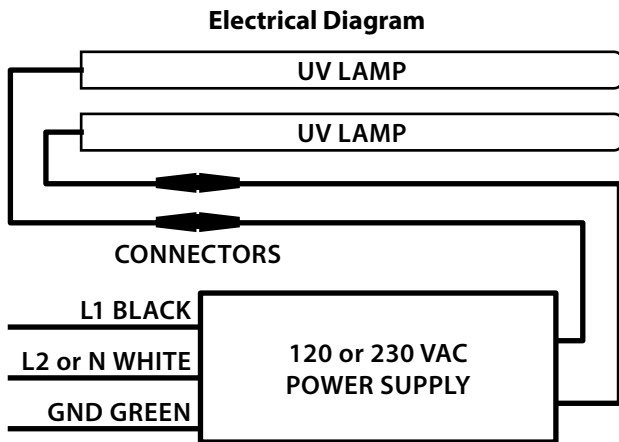 Electrical Diagram
UV LAMP
UV LAMP
CONNECTORS
L1 BLACK
L2 or N WHITE
GND GREEN
120 or 230 VAC
POWER SUPPLY